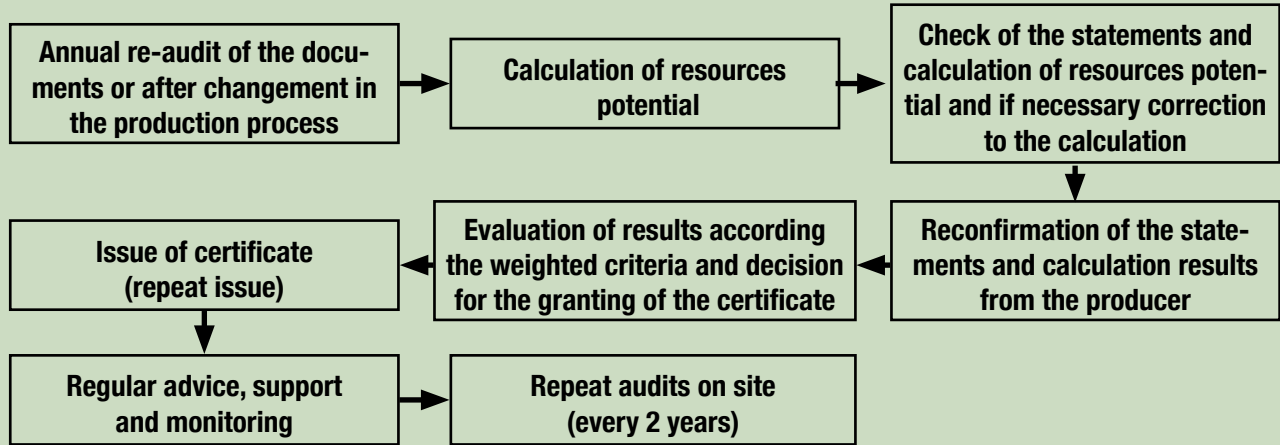 Annual re-audit of the docu-
ments or after changement in
the production process
Calculation of resources
potential
Check of the statements and
calculation of resources poten-
tial and if necessary correction
to the calculation
Reconfirmation of the state-
ments and calculation results
from the producer
Evaluation of results according
the weighted criteria and decision
for the granting of the certificate
Issue of certificate
(repeat issue)
Regular advice, support
and monitoring
Repeat audits on site
(every 2 years)